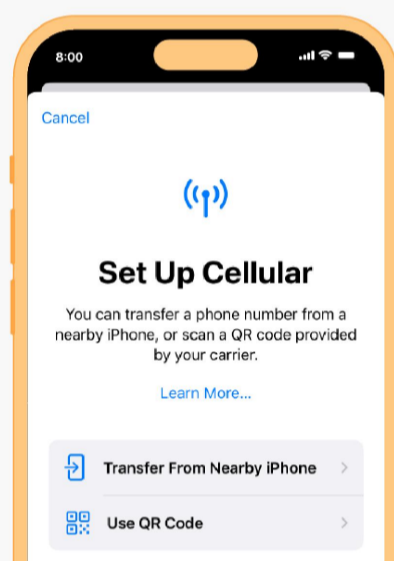 8:00
Cancel
Set Up Cellular
You can transfer a phone number from a
nearby iPhone, or scan a QR code provided
by your carrier.
Learn More...
Transfer From Nearby iPhone
Use QR Code